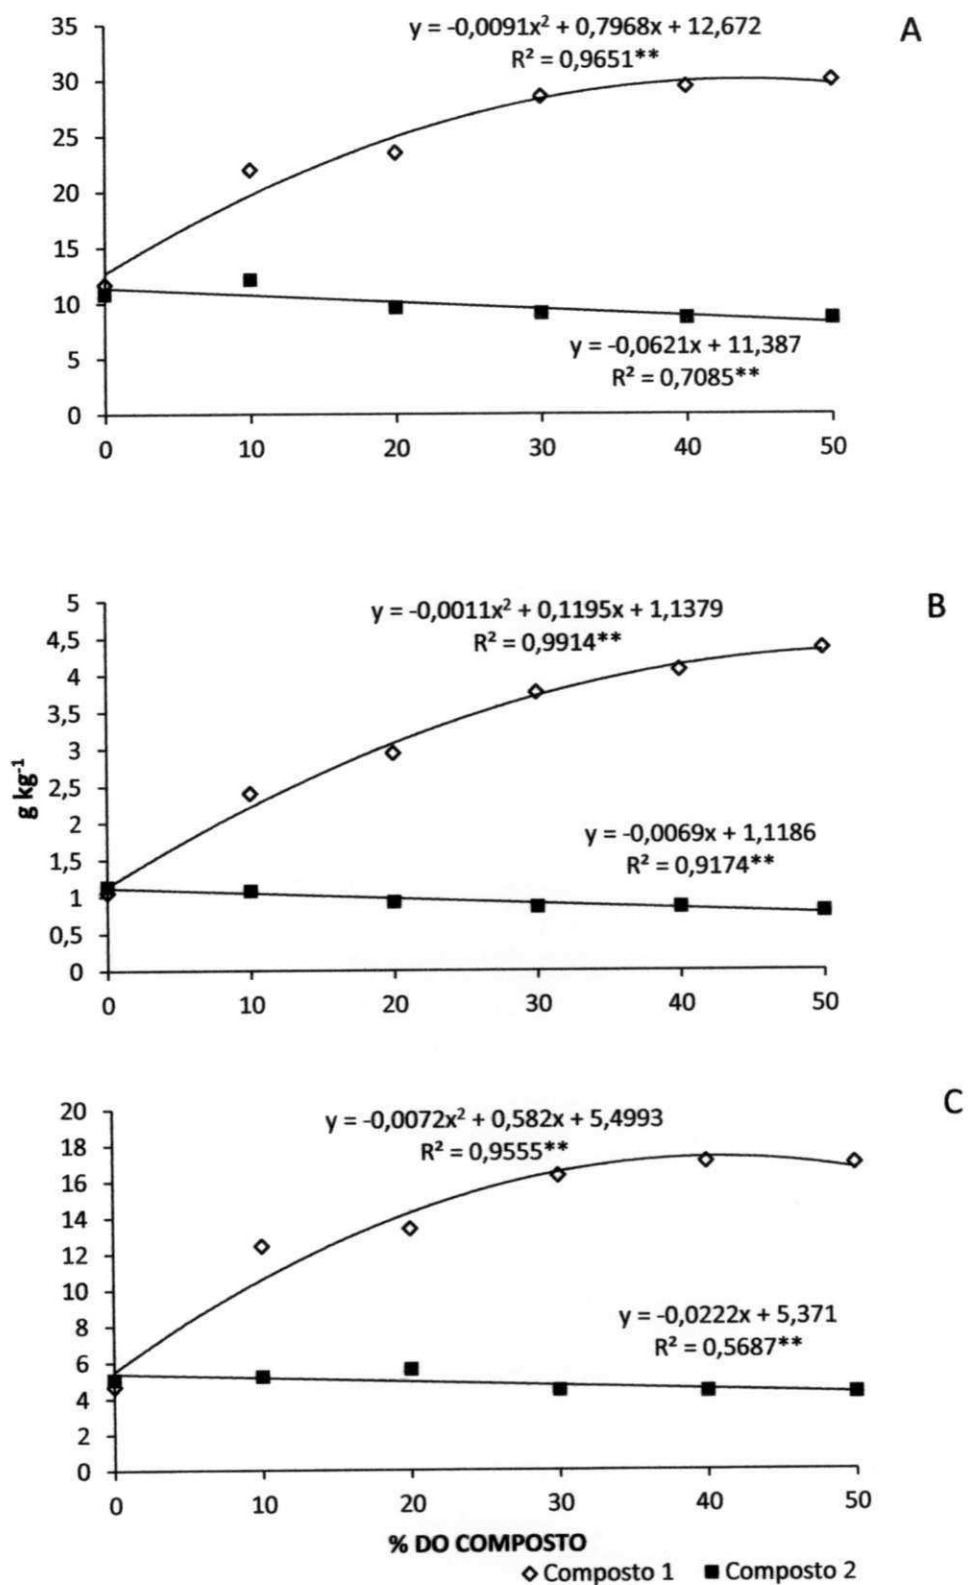 A
y = -0,0091x² + 0,7968x + 12,672
R² = 0,9651**
35
30
25
20
15
10
5
0
y = -0,0621x + 11,387
R² = 0,7085**
0 10 20 30 40 50
B
y = -0,0011x² + 0,1195x + 1,1379
R² = 0,9914**
5
4,5
4
3,5
3
2,5
2
1,5
1
0,5
0
g kg⁻¹
y = -0,0069x + 1,1186
R² = 0,9174**
0 10 20 30 40 50
C
y = -0,0072x² + 0,582x + 5,4993
R² = 0,9555**
20
18
16
14
12
10
8
6
4
2
0
y = -0,0222x + 5,371
R² = 0,5687**
0 10 20 30 40 50
% DO COMPOSTO
Composto 1 Composto 2